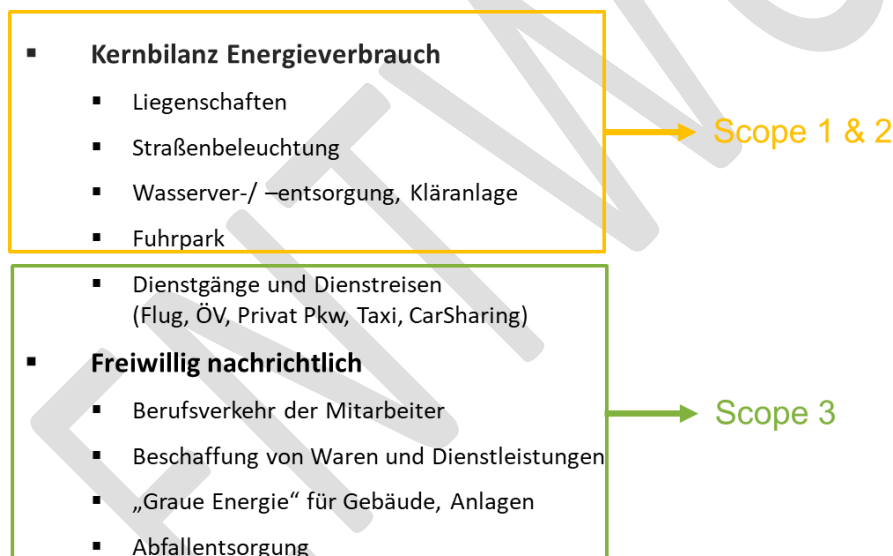 ▪ Kernbilanz Energieverbrauch
▪ Liegenschaften
▪ Straßenbeleuchtung
▪ Wasserver-/ –entsorgung, Kläranlage
▪ Fuhrpark
Scope 1 & 2
▪ Dienstgänge und Dienstreisen
(Flug, ÖV, Privat Pkw, Taxi, CarSharing)
▪ Freiwillig nachrichtlich
▪ Berufsverkehr der Mitarbeiter
▪ Beschaffung von Waren und Dienstleistungen
▪ „Graue Energie“ für Gebäude, Anlagen
▪ Abfallentsorgung
Scope 3